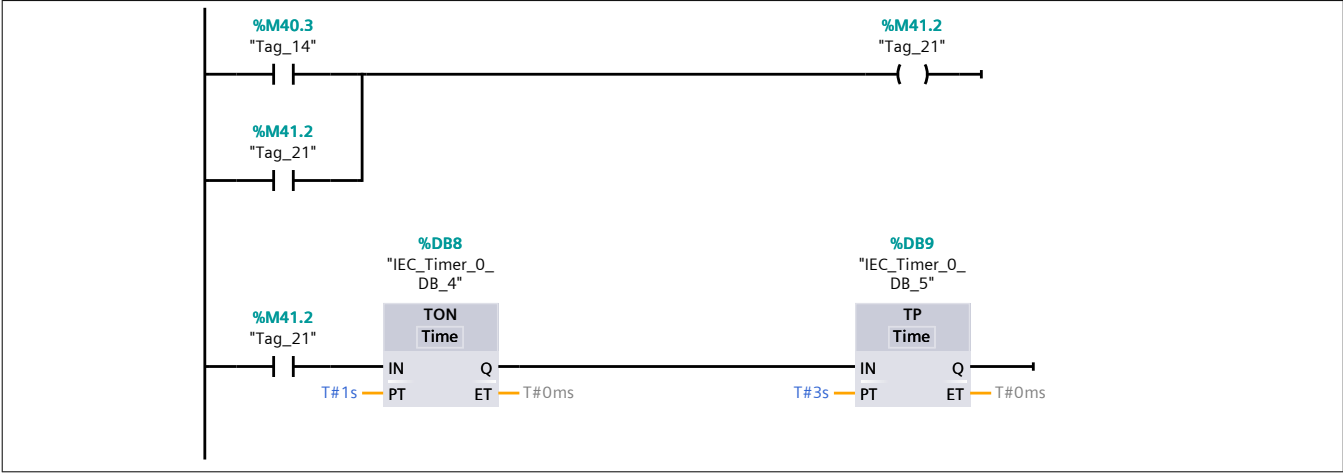 %M40.3
"Tag_14"
%M41.2
"Tag_21"
%M41.2
"Tag_21"
%DB8
"IEC_Timer_0_
DB_4"
%DB9
"IEC_Timer_0_
DB_5"
%M41.2
"Tag_21"
TON
Time
TP
Time
IN Q
IN Q
T#1s PT ET T#0ms
T#3s PT ET T#0ms